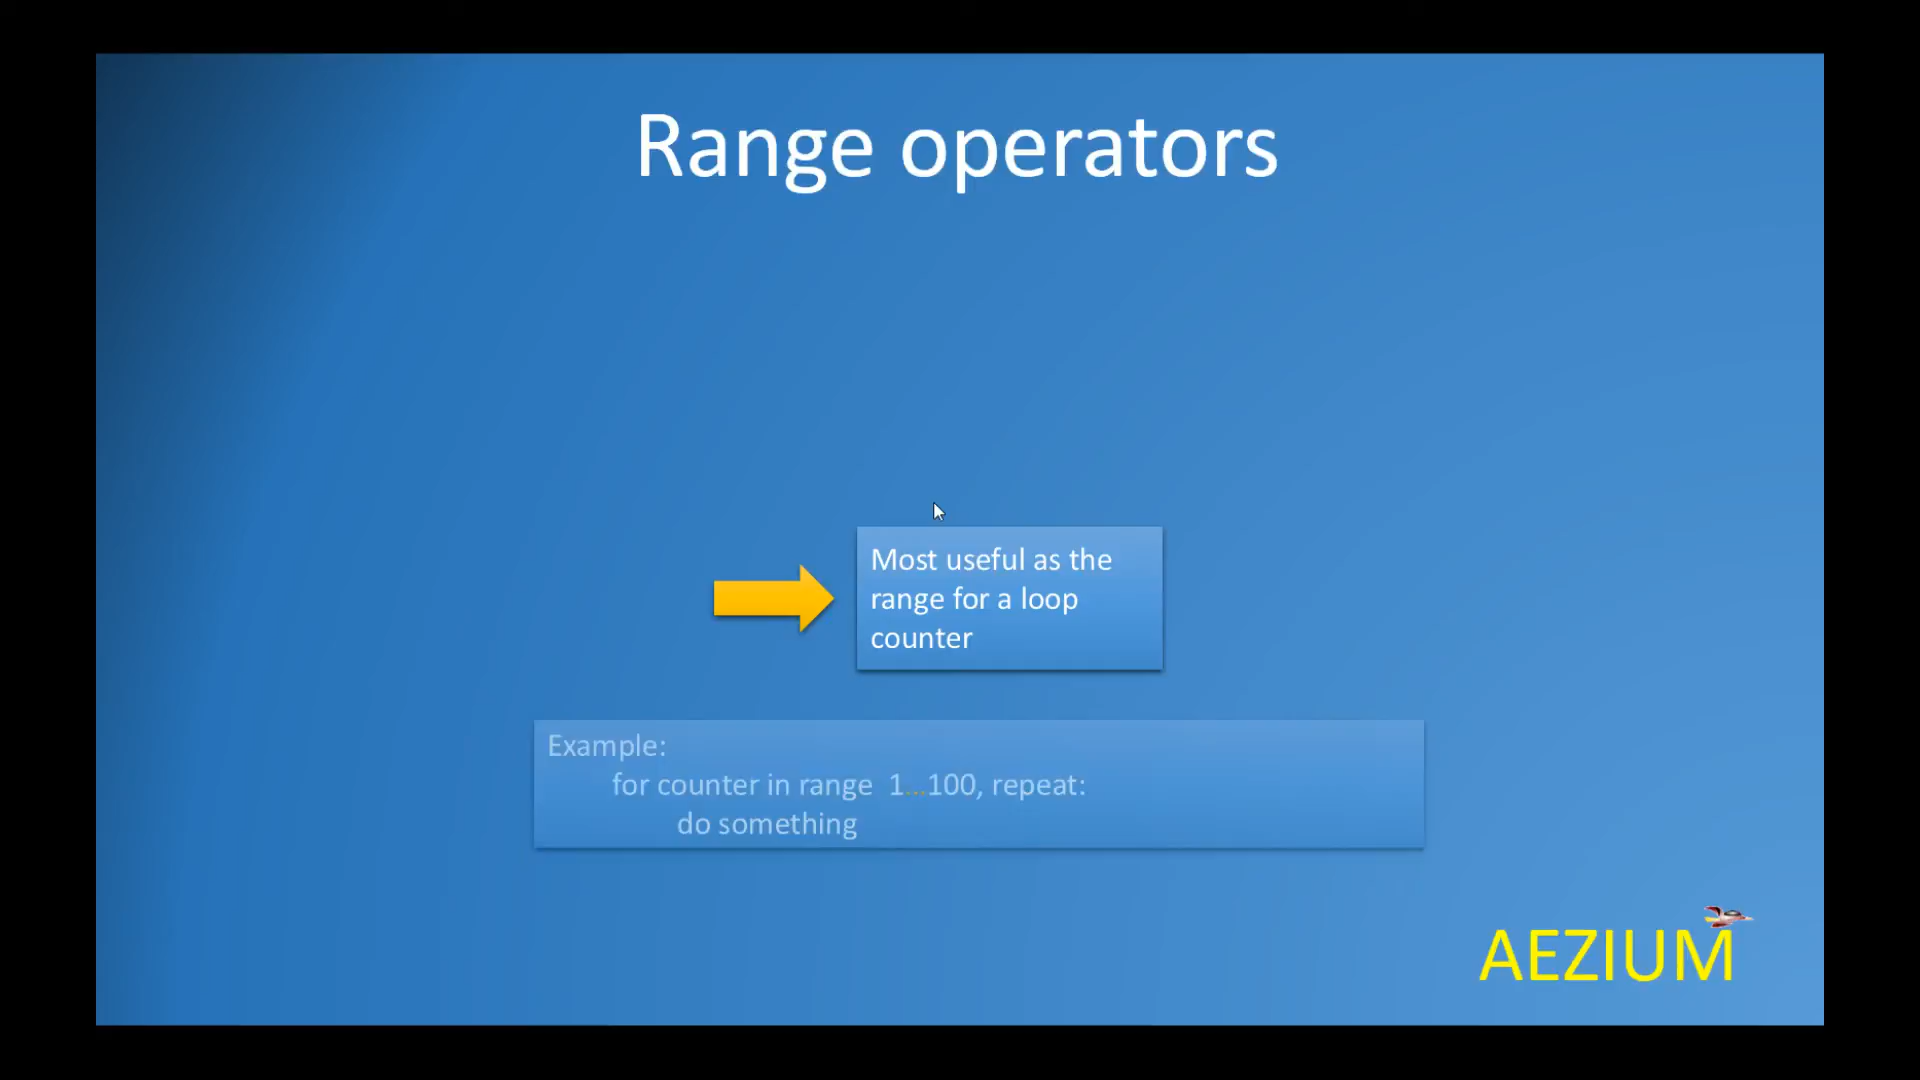 Range operators
Most useful as the
range for a loop
counter
Example:
for counter in range 1...100, repeat:
do something
AEZIUM